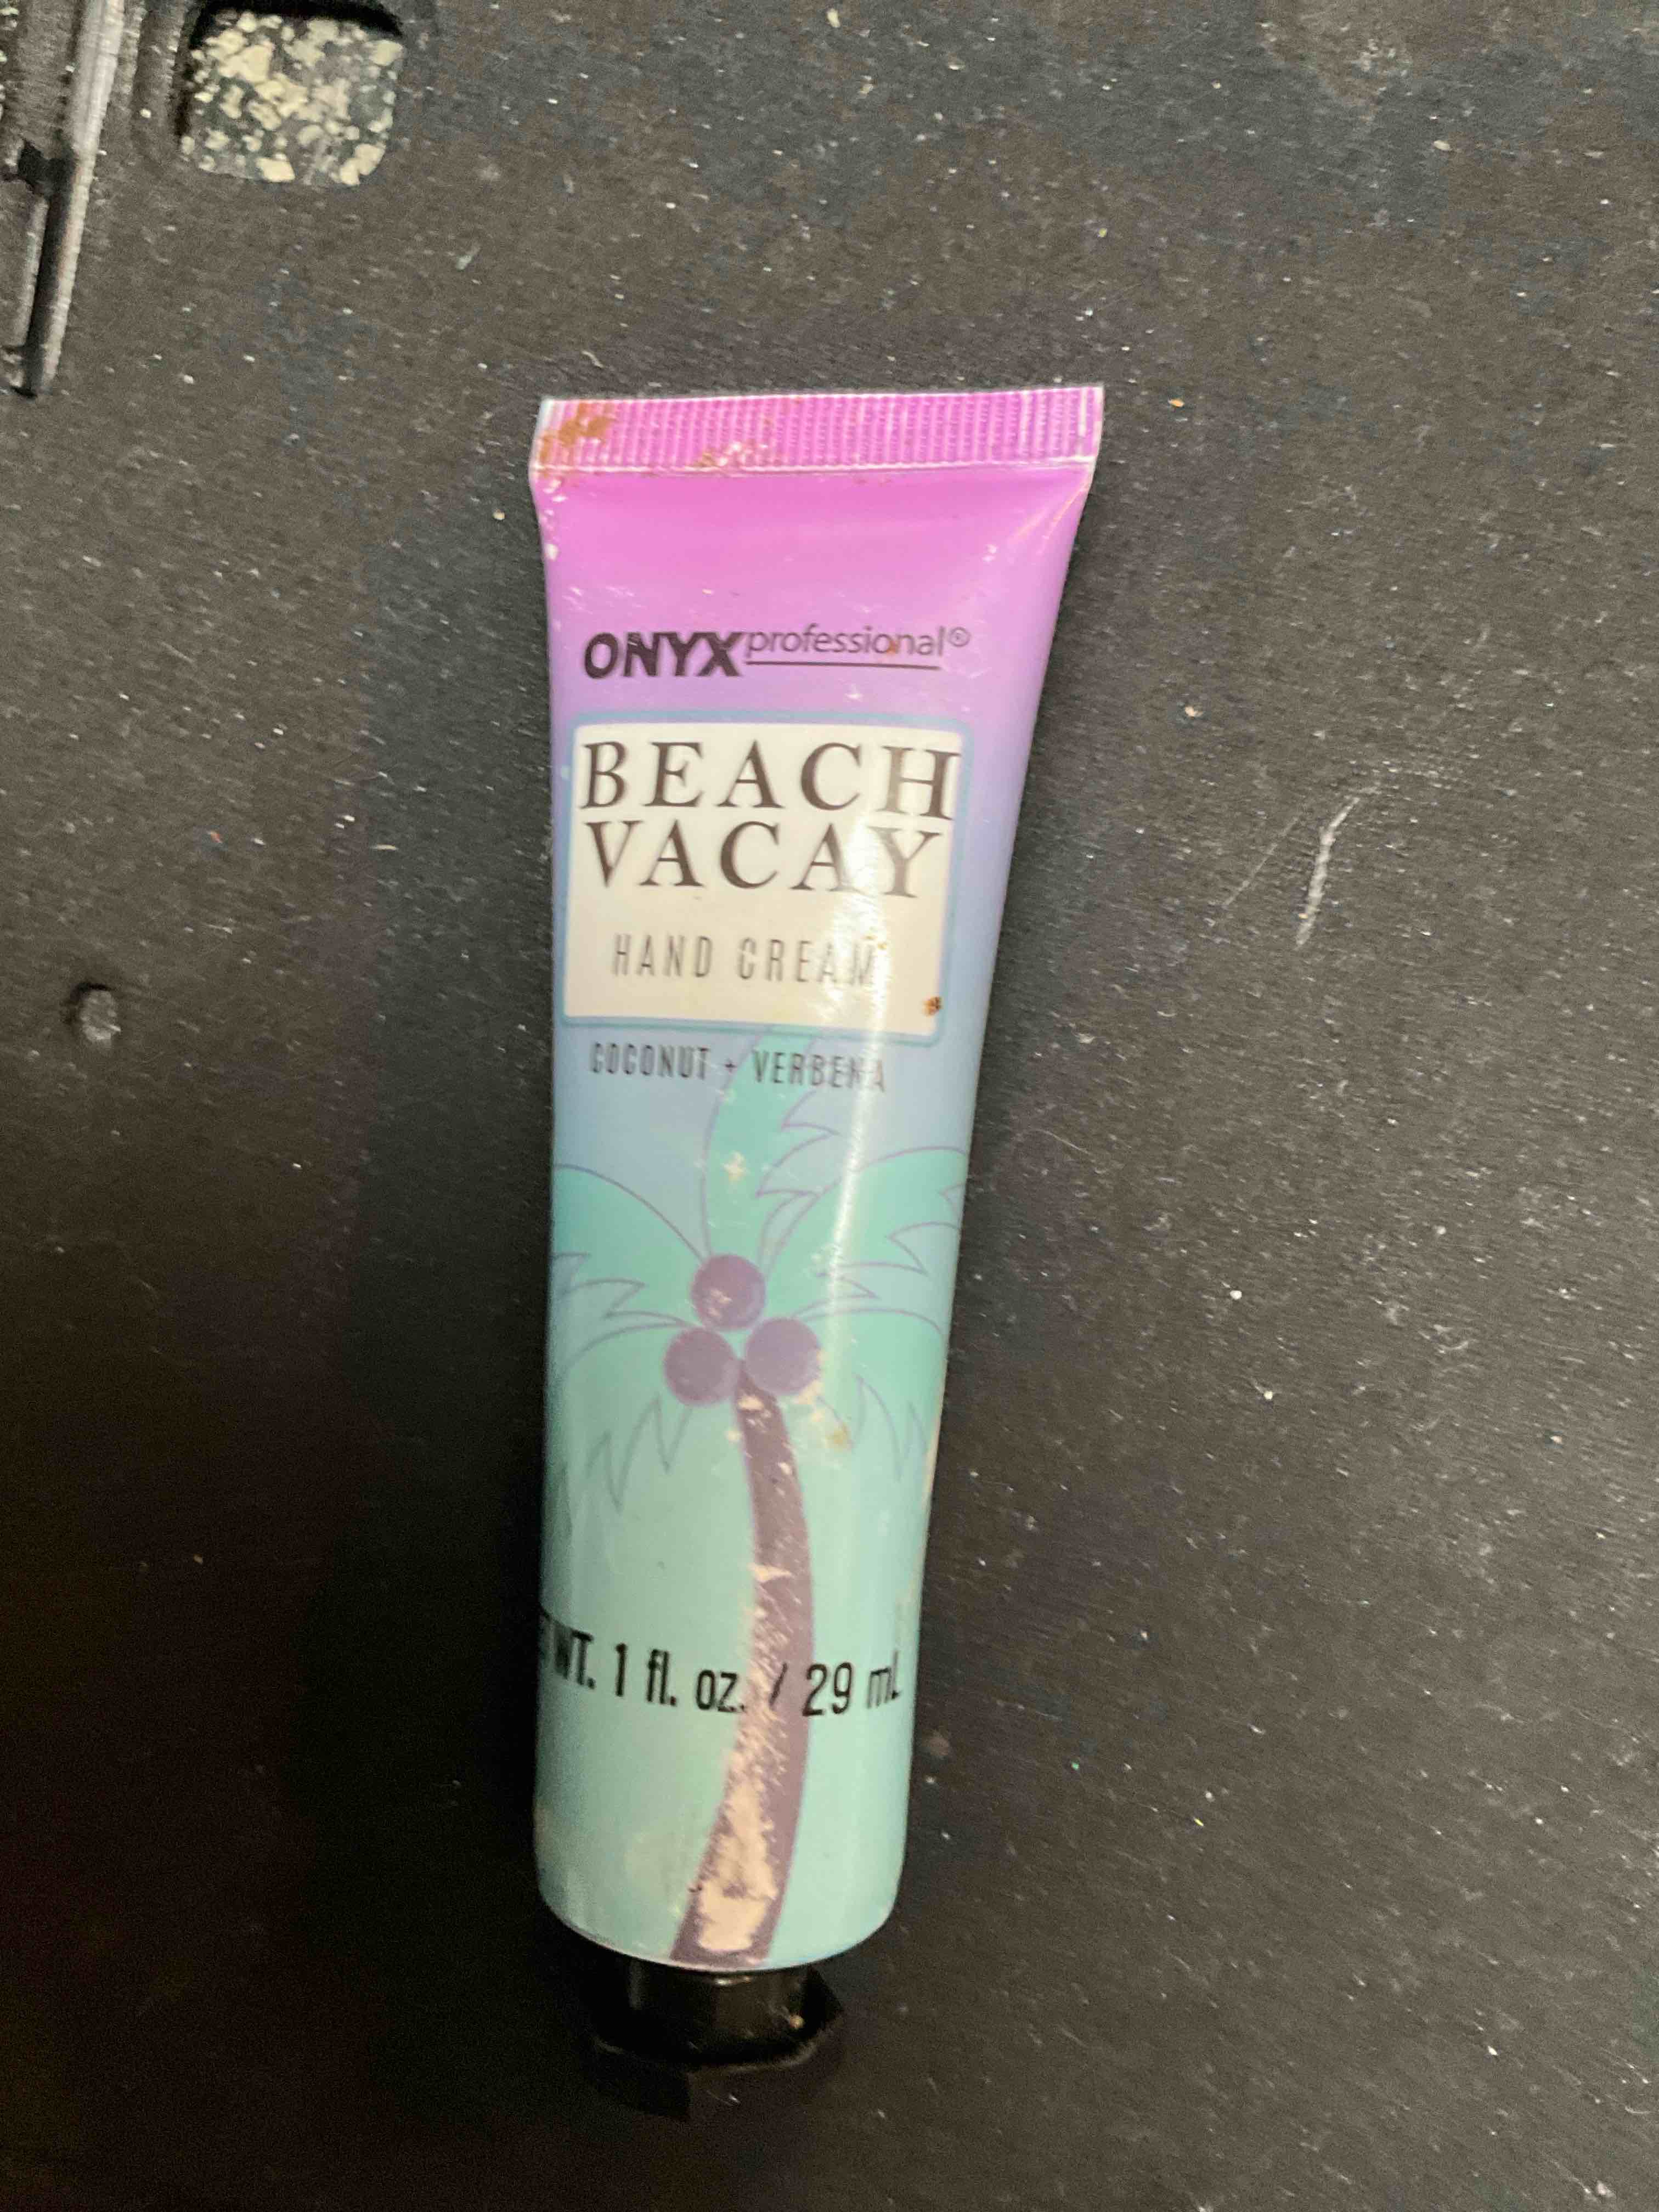 ONYX professional®
BEACH
VACAY
HAND CREAM
COCONUT + VERBENA
WT. 1 fl. oz. / 29 mL